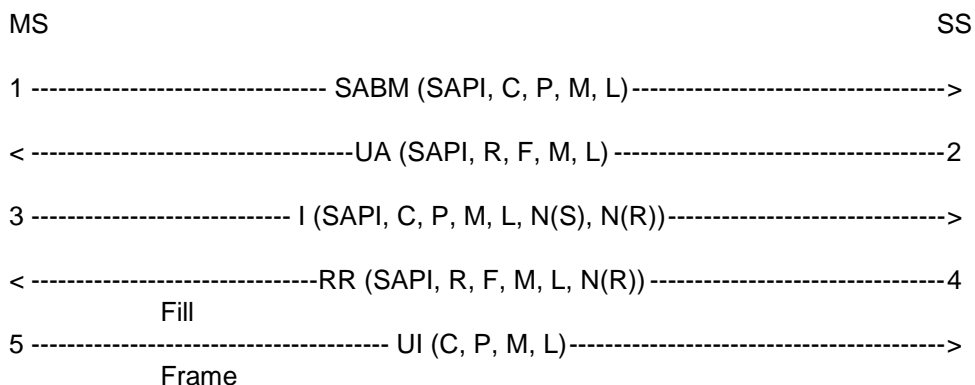 MS SS
1 --------------------------------- SABM (SAPI, C, P, M, L)------------------------------------>
< ------------------------------------UA (SAPI, R, F, M, L) -------------------------------------2
3 ----------------------------- I (SAPI, C, P, M, L, N(S), N(R))------------------------------->
< --------------------------------RR (SAPI, R, F, M, L, N(R)) ---------------------------------4
Fill
5 ---------------------------------------- UI (C, P, M, L)------------------------------------------>
Frame